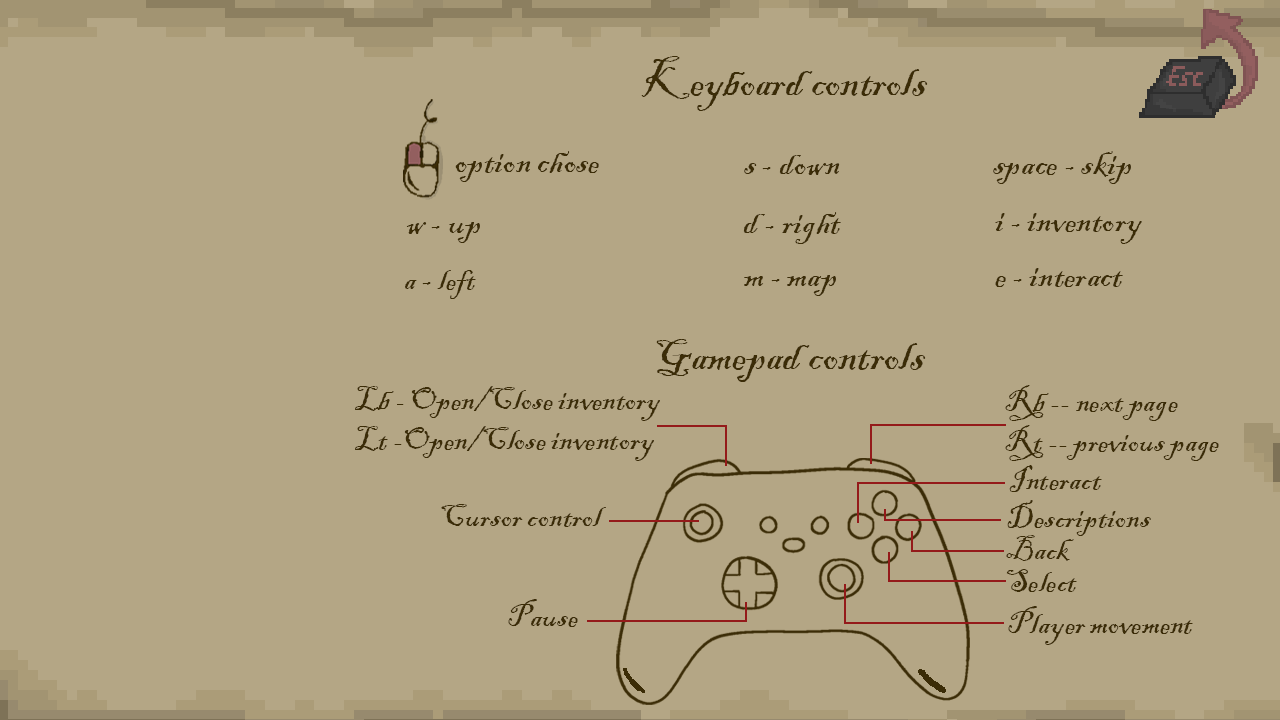 Keyboard controls
Esc
option chose
s - down
space - skip
w - up
d - right
i - inventory
a - left
m - map
e - interact
Gamepad controls
Lb - Open/Close inventory
Rb -- next page
Lt -Open/Close inventory
Rt -- previous page
Interact
Cursor control
Descriptions
Back
Select
Pause
Player movement